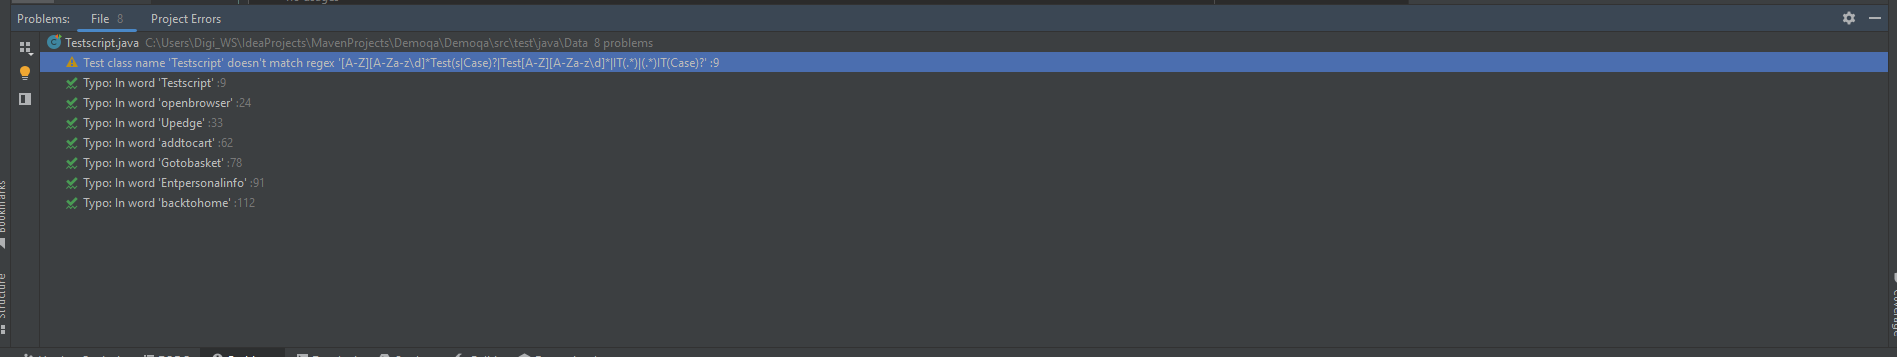 Problems: File 8 Project Errors
Testscript.java C:\Users\Digi_WS\IdeaProjects\MavenProjects\Demoqa\Demoqa\src\test\java\Data 8 problems
Test class name 'Testscript' doesn't match regex '[A-Z][A-Za-z\d]*Test(s|Case)?|Test[A-Z][A-Za-z\d]*|IT(.*)|(.*)IT(Case)?' :9
Typo: In word 'Testscript' :9
Typo: In word 'openbrowser' :24
Typo: In word 'Upedge' :33
Typo: In word 'addtocart' :62
Typo: In word 'Gotobasket' :78
Typo: In word 'Entpersonalinfo' :91
Typo: In word 'backtohome' :112
Bookmarks
Structure